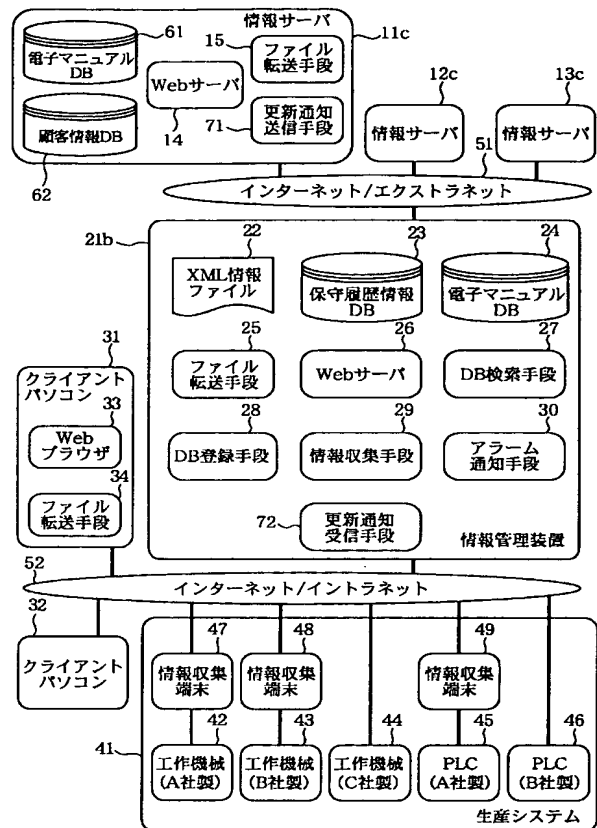 情報サーバ
11c
61
電子マニュアル
DB
顧客情報DB
62
Webサーバ
14
15
ファイル
転送手段
71
更新通知
送信手段
12c
情報サーバ
13c
情報サーバ
51
インターネット/エクストラネット
21b
22
XML情報
ファイル
23
保守履歴情報
DB
24
電子マニュアル
DB
25
ファイル
転送手段
26
Webサーバ
27
DB検索手段
28
DB登録手段
29
情報収集手段
30
アラーム
通知手段
72
更新通知
受信手段
情報管理装置
31
クライアント
パソコン
33
Web
ブラウザ
34
ファイル
転送手段
52
インターネット/イントラネット
32
クライアント
パソコン
41
47
情報収集
端末
48
情報収集
端末
49
情報収集
端末
42
工作機械
(A社製)
43
工作機械
(B社製)
44
工作機械
(C社製)
45
PLC
(A社製)
46
PLC
(B社製)
生産システム